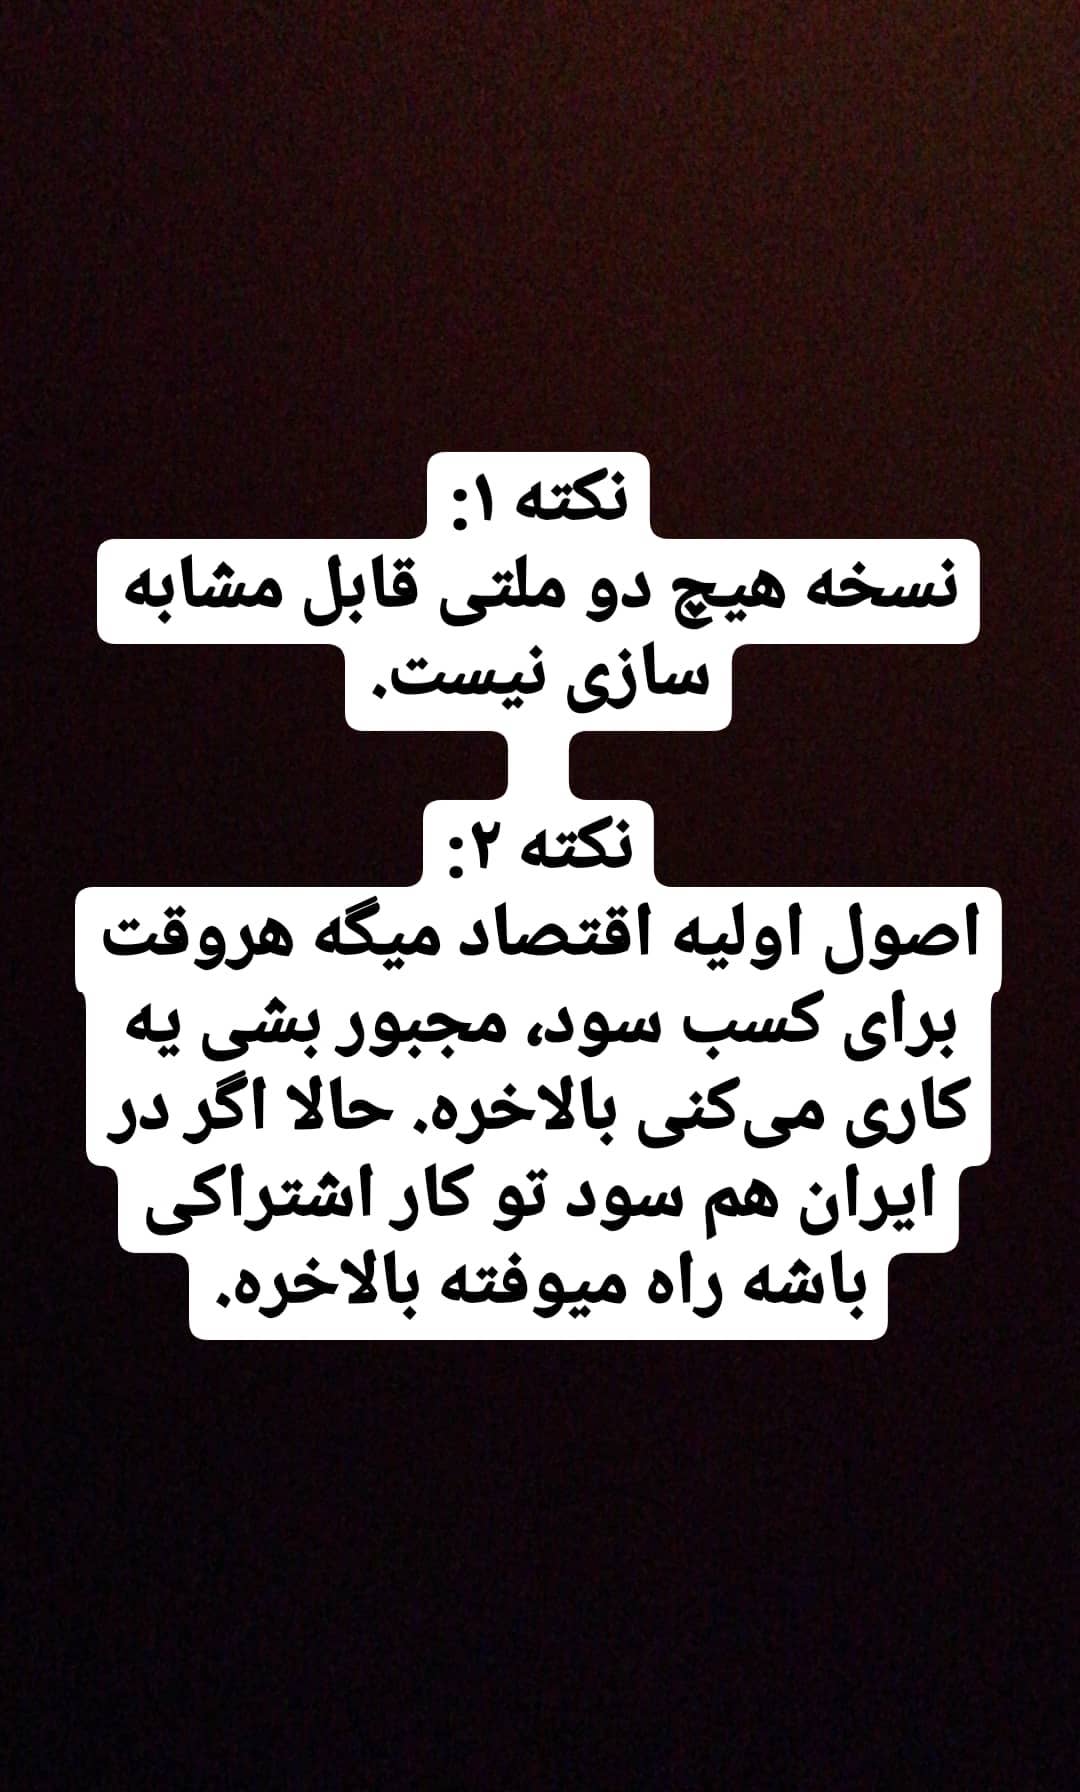 نکته ۱:
نسخه هیچ دو ملتی قابل مشابه
سازی نیست.
نکته ۲:
اصول اولیه اقتصاد میگه هروقت
برای کسب سود، مجبور بشی یه
کاری می‌کنی بالاخره. حالا اگر در
ایران هم سود تو کار اشتراکی
باشه راه میوفته بالاخره.